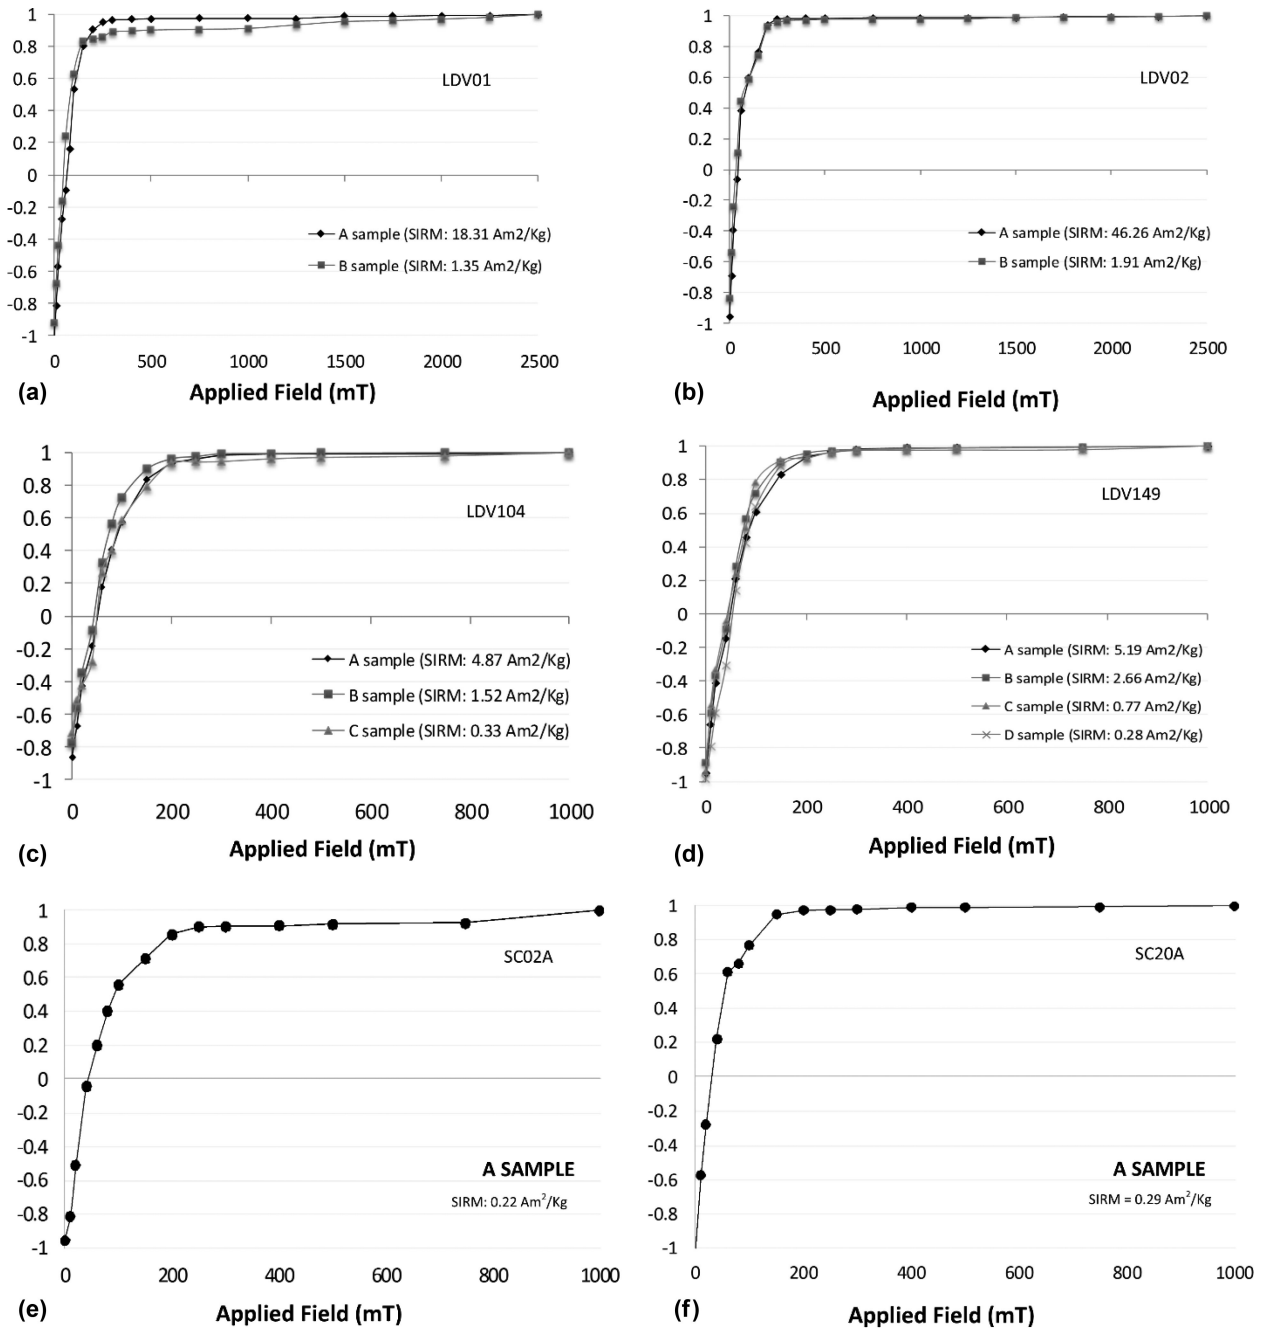 1
0.8
0.6
0.4
0.2
0
-0.2
-0.4
-0.6
-0.8
-1
LDV01
A sample (SIRM: 18.31 Am2/Kg)
B sample (SIRM: 1.35 Am2/Kg)
0 500 1000 1500 2000 2500
(a) Applied Field (mT)
1
0.8
0.6
0.4
0.2
0
-0.2
-0.4
-0.6
-0.8
-1
LDV02
A sample (SIRM: 46.26 Am2/Kg)
B sample (SIRM: 1.91 Am2/Kg)
0 500 1000 1500 2000 2500
(b) Applied Field (mT)
1
0.8
0.6
0.4
0.2
0
-0.2
-0.4
-0.6
-0.8
-1
LDV104
A sample (SIRM: 4.87 Am2/Kg)
B sample (SIRM: 1.52 Am2/Kg)
C sample (SIRM: 0.33 Am2/Kg)
0 200 400 600 800 1000
(c) Applied Field (mT)
1
0.8
0.6
0.4
0.2
0
-0.2
-0.4
-0.6
-0.8
-1
LDV149
A sample (SIRM: 5.19 Am2/Kg)
B sample (SIRM: 2.66 Am2/Kg)
C sample (SIRM: 0.77 Am2/Kg)
D sample (SIRM: 0.28 Am2/Kg)
0 200 400 600 800 1000
(d) Applied Field (mT)
1
0.8
0.6
0.4
0.2
0
-0.2
-0.4
-0.6
-0.8
-1
SC02A
A SAMPLE
SIRM: 0.22 Am²/Kg
0 200 400 600 800 1000
(e) Applied Field (mT)
1
0.8
0.6
0.4
0.2
0
-0.2
-0.4
-0.6
-0.8
-1
SC20A
A SAMPLE
SIRM = 0.29 Am²/Kg
0 200 400 600 800 1000
(f) Applied Field (mT)